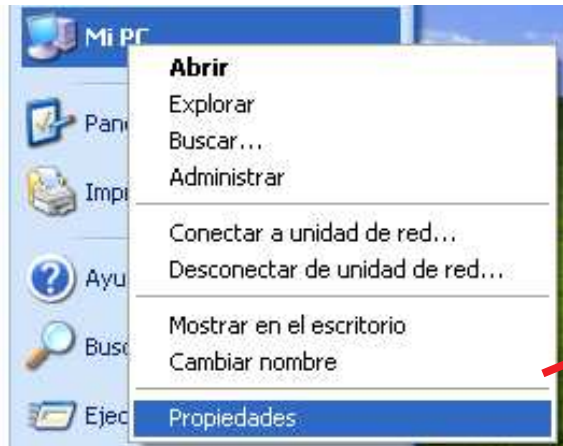 Mi PC
Abrir
Explorar
Buscar...
Administrar
Conectar a unidad de red...
Desconectar de unidad de red...
Mostrar en el escritorio
Cambiar nombre
Propiedades